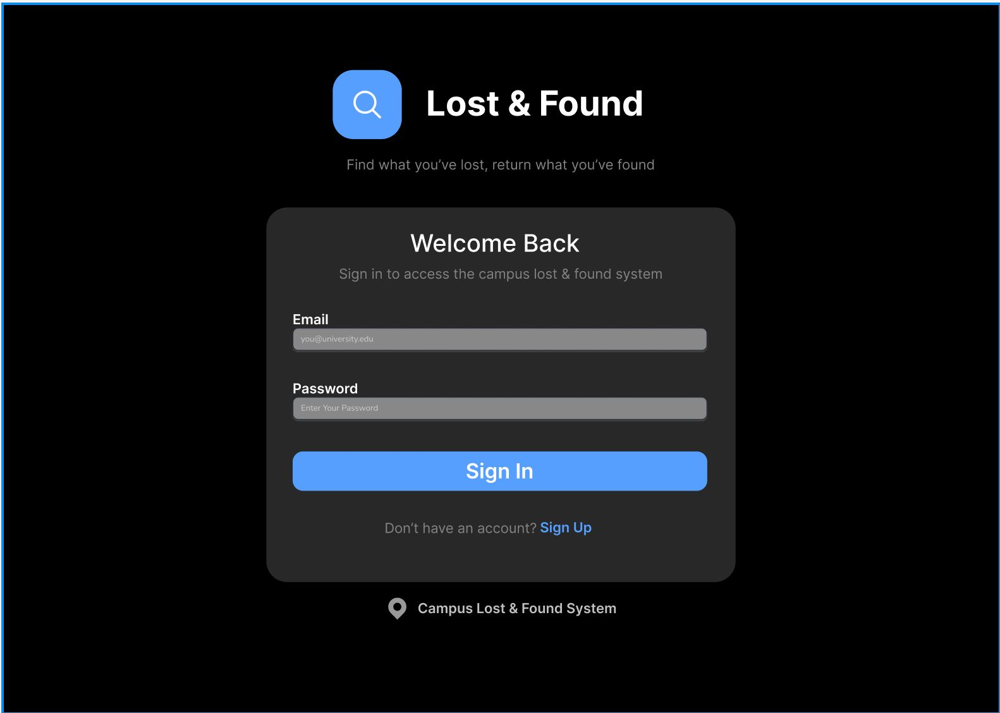 Lost & Found
Find what you’ve lost, return what you’ve found
Welcome Back
Sign in to access the campus lost & found system
Email
you@university.edu
Password
Enter Your Password
Sign In
Don’t have an account? Sign Up
Campus Lost & Found System